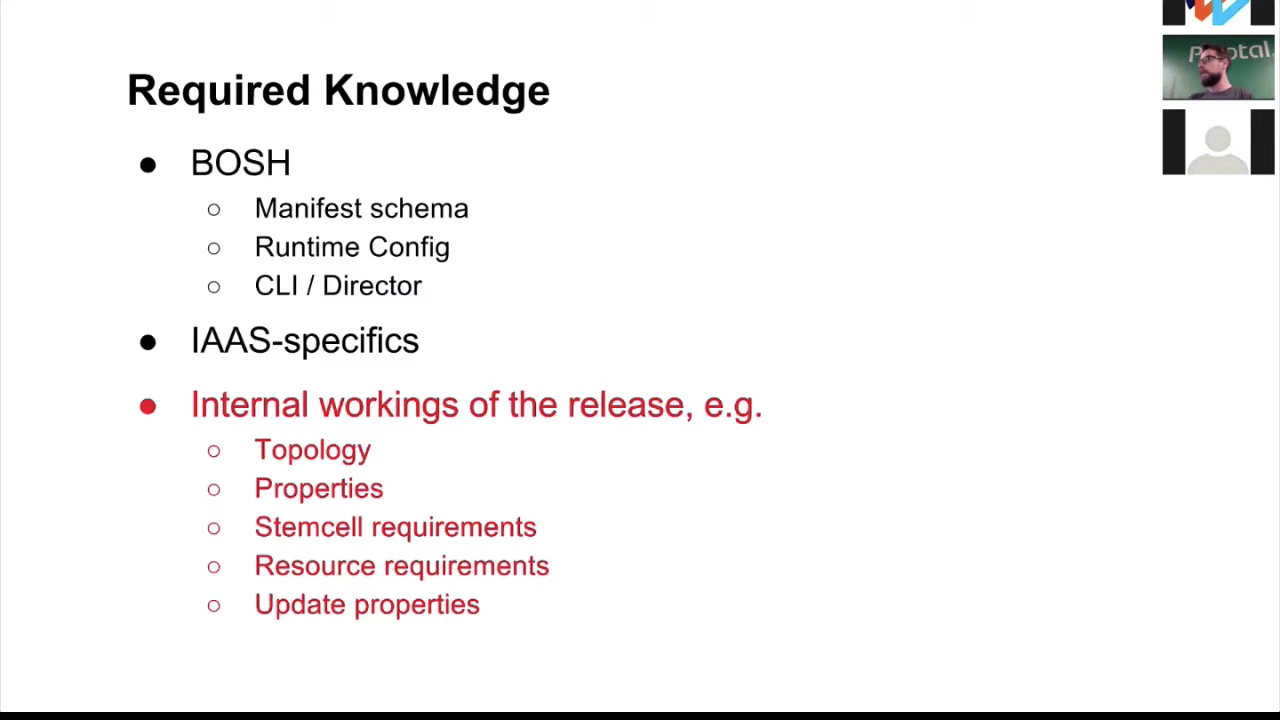 Required Knowledge
● BOSH
○ Manifest schema
○ Runtime Config
○ CLI / Director
● IAAS-specifics
● Internal workings of the release, e.g.
○ Topology
○ Properties
○ Stemcell requirements
○ Resource requirements
○ Update properties
Pivotal